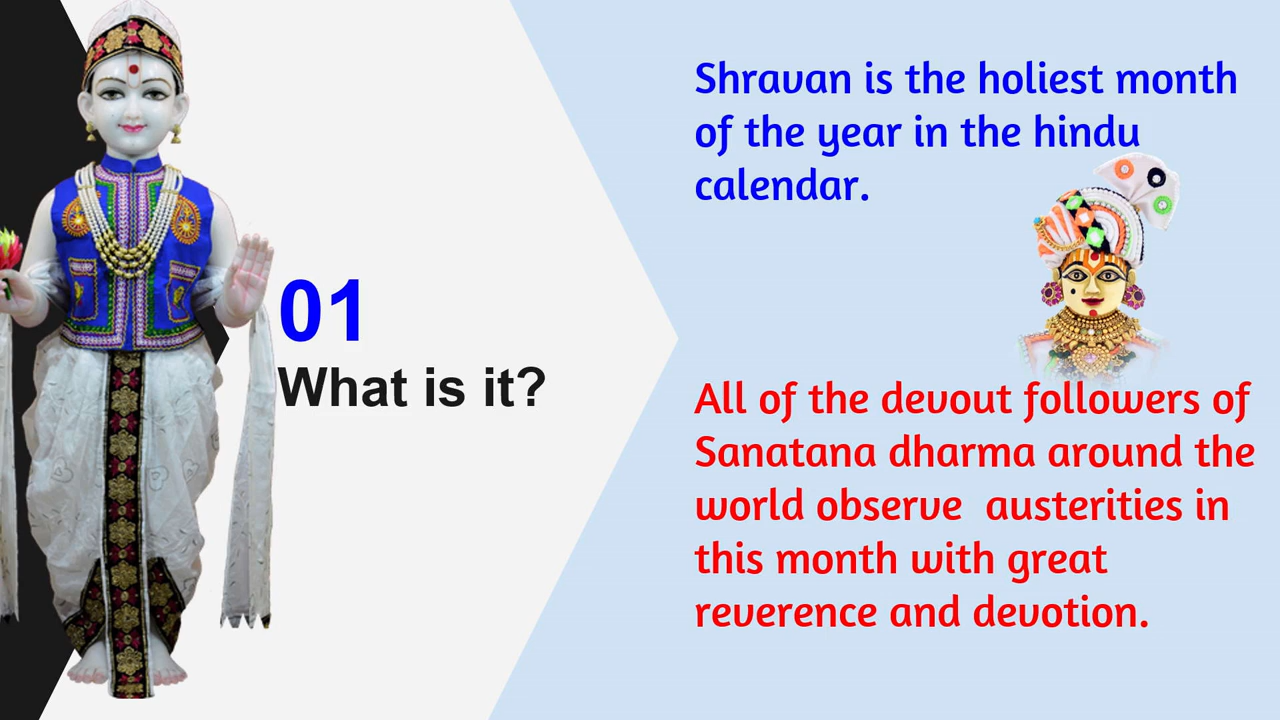 01
What is it?
Shravan is the holiest month
of the year in the hindu
calendar.
All of the devout followers of
Sanatana dharma around the
world observe  austerities in
this month with great
reverence and devotion.